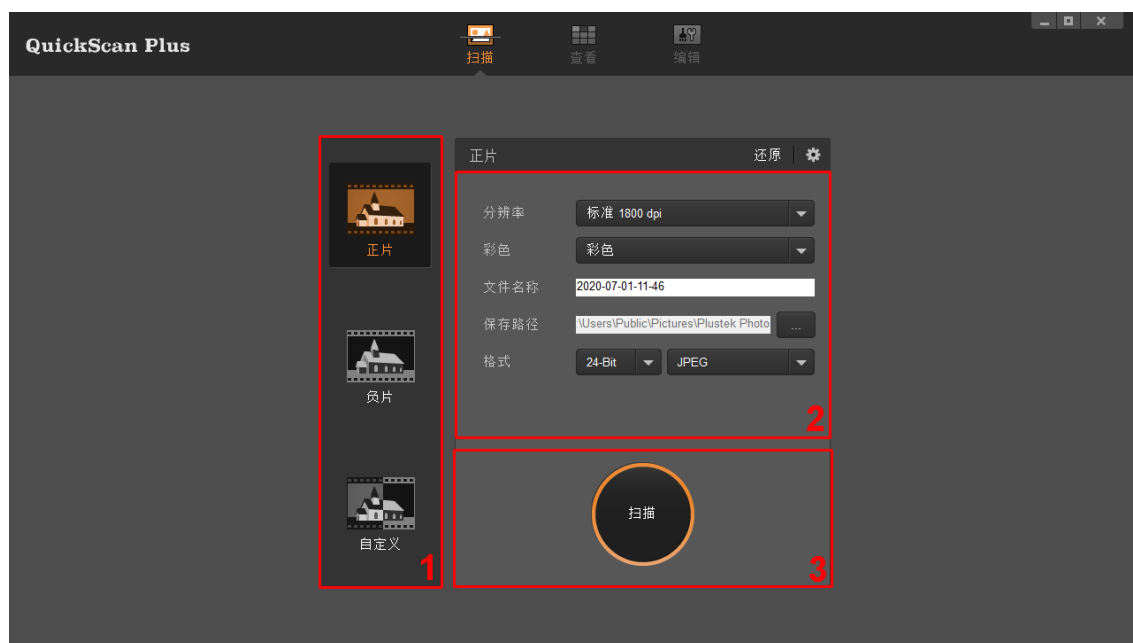 QuickScan Plus
扫描
查看
编辑
正片
负片
自定义
1
正片
还原
分辨率
标准 1800 dpi
彩色
彩色
文件名称
2020-07-01-11-46
保存路径
:\Users\Public\Pictures\Plustek Photo
...
格式
24-Bit
JPEG
2
扫描
3